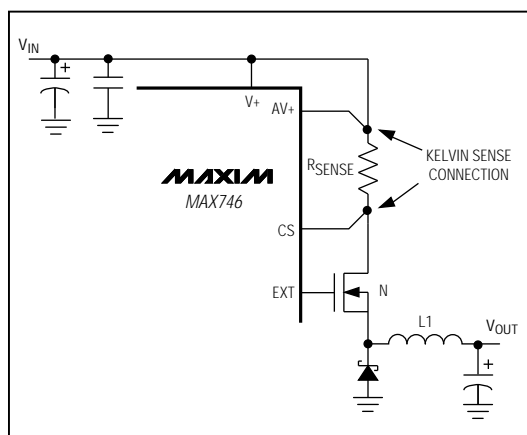 VIN
+
V+
AV+
RSENSE
KELVIN SENSE
CONNECTION
MAXIM
MAX746
CS
EXT
N
L1
VOUT
+